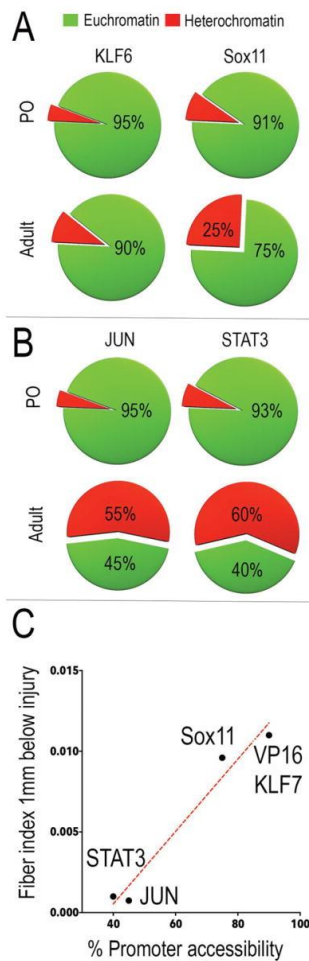 A
Euchromatin Heterochromatin
KLF6 Sox11
PO 95% 91%
Adult 90% 25% 75%
B
JUN STAT3
PO 95% 93%
Adult 55% 45% 60% 40%
C
Fiber index 1mm below injury
0.015
0.010
0.005
0.000
Sox11
VP16
KLF7
STAT3
JUN
40 60 80 100
% Promoter accessibility